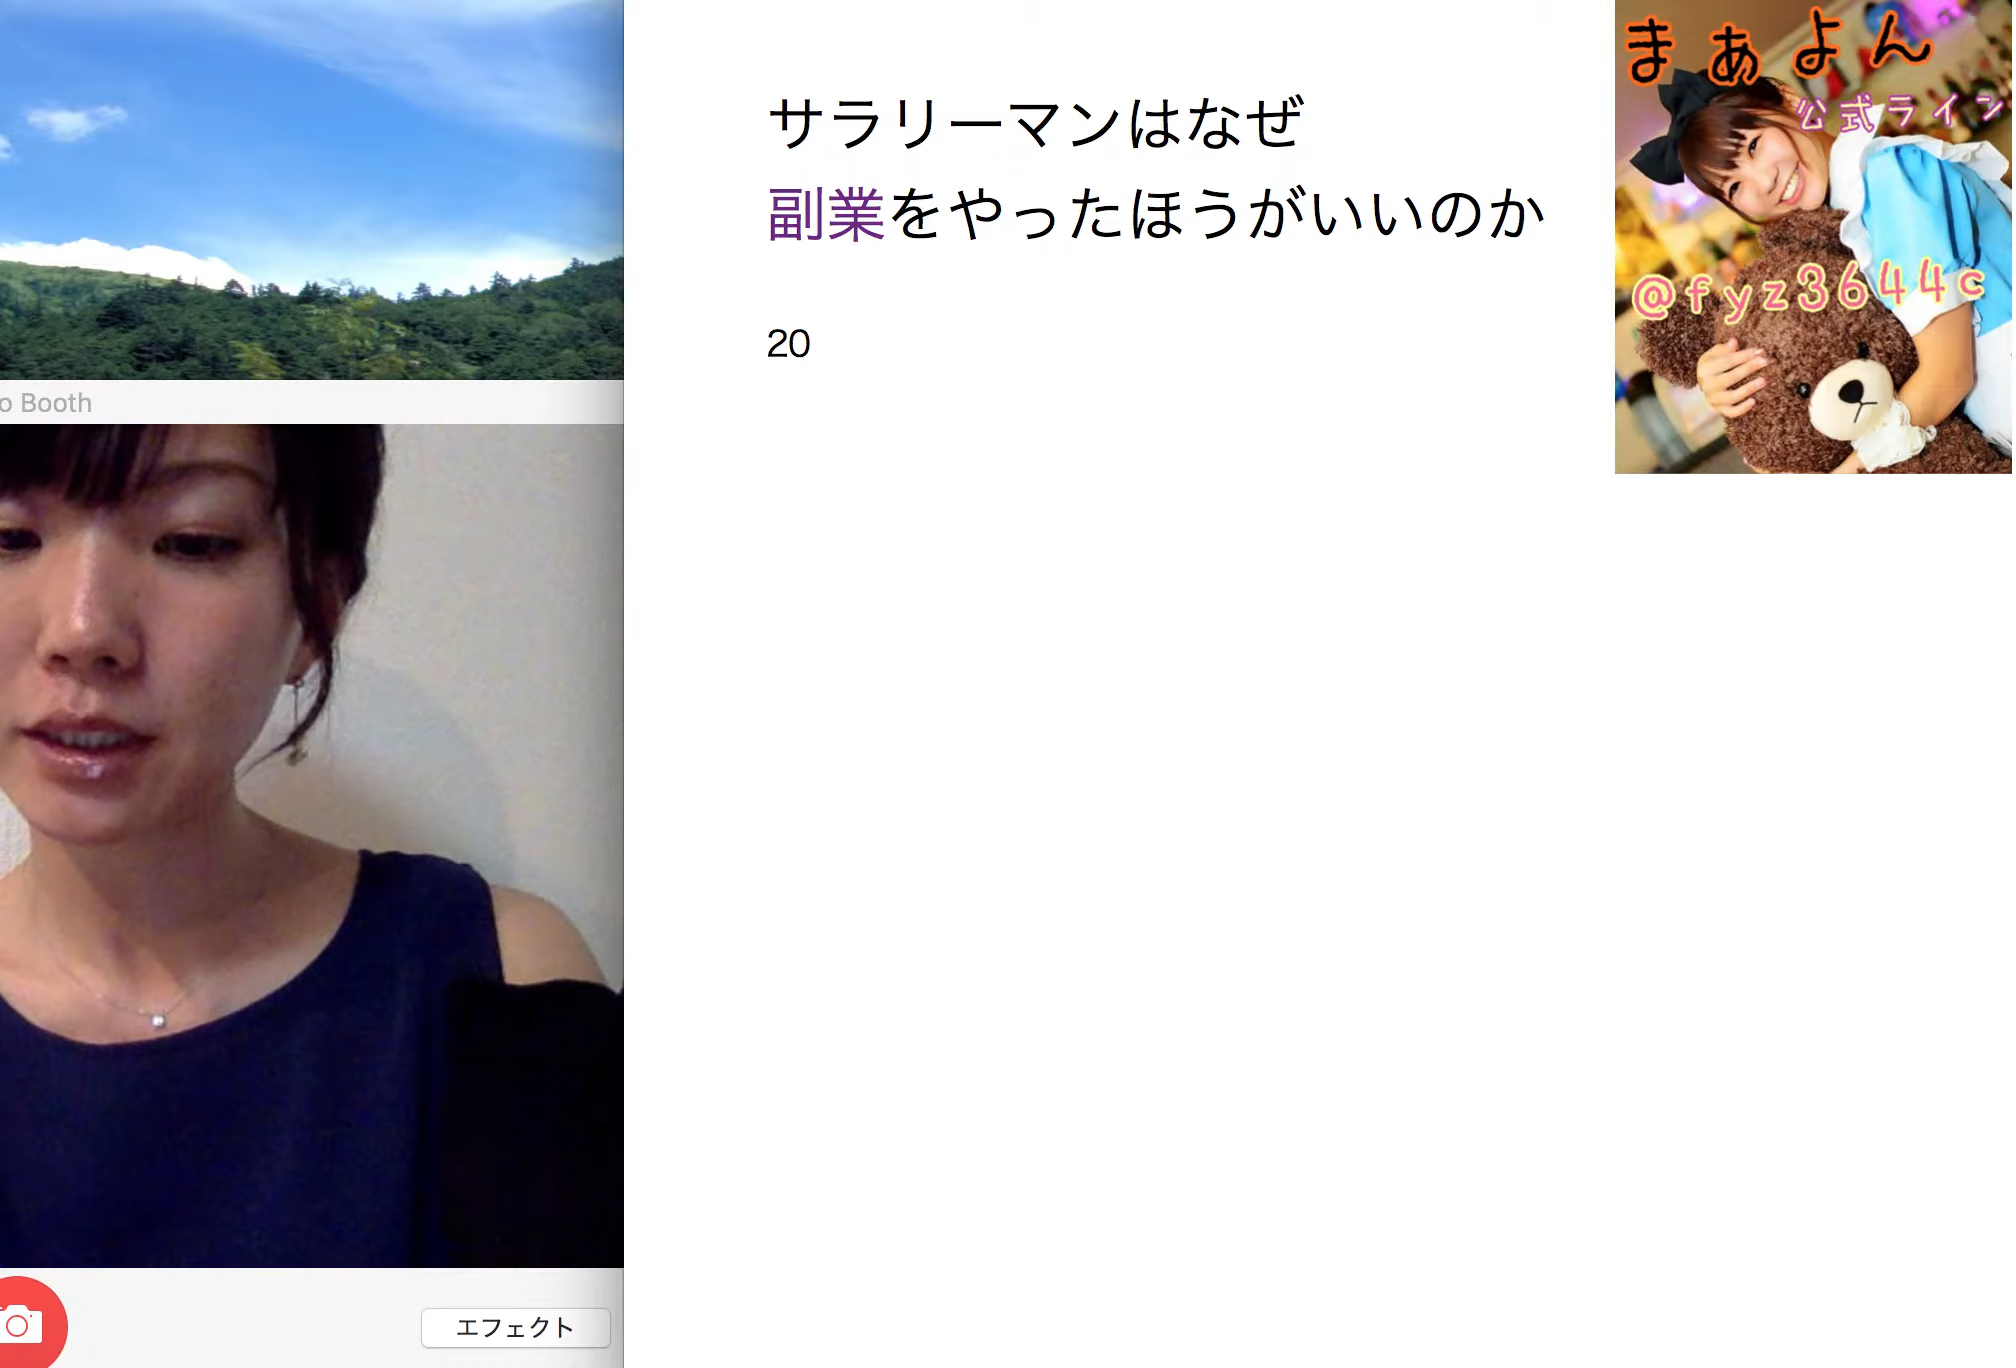 サラリーマンはなぜ
副業をやったほうがいいのか
20
まぁよん
公式ライン
@fyz3644c
o Booth
エフェクト